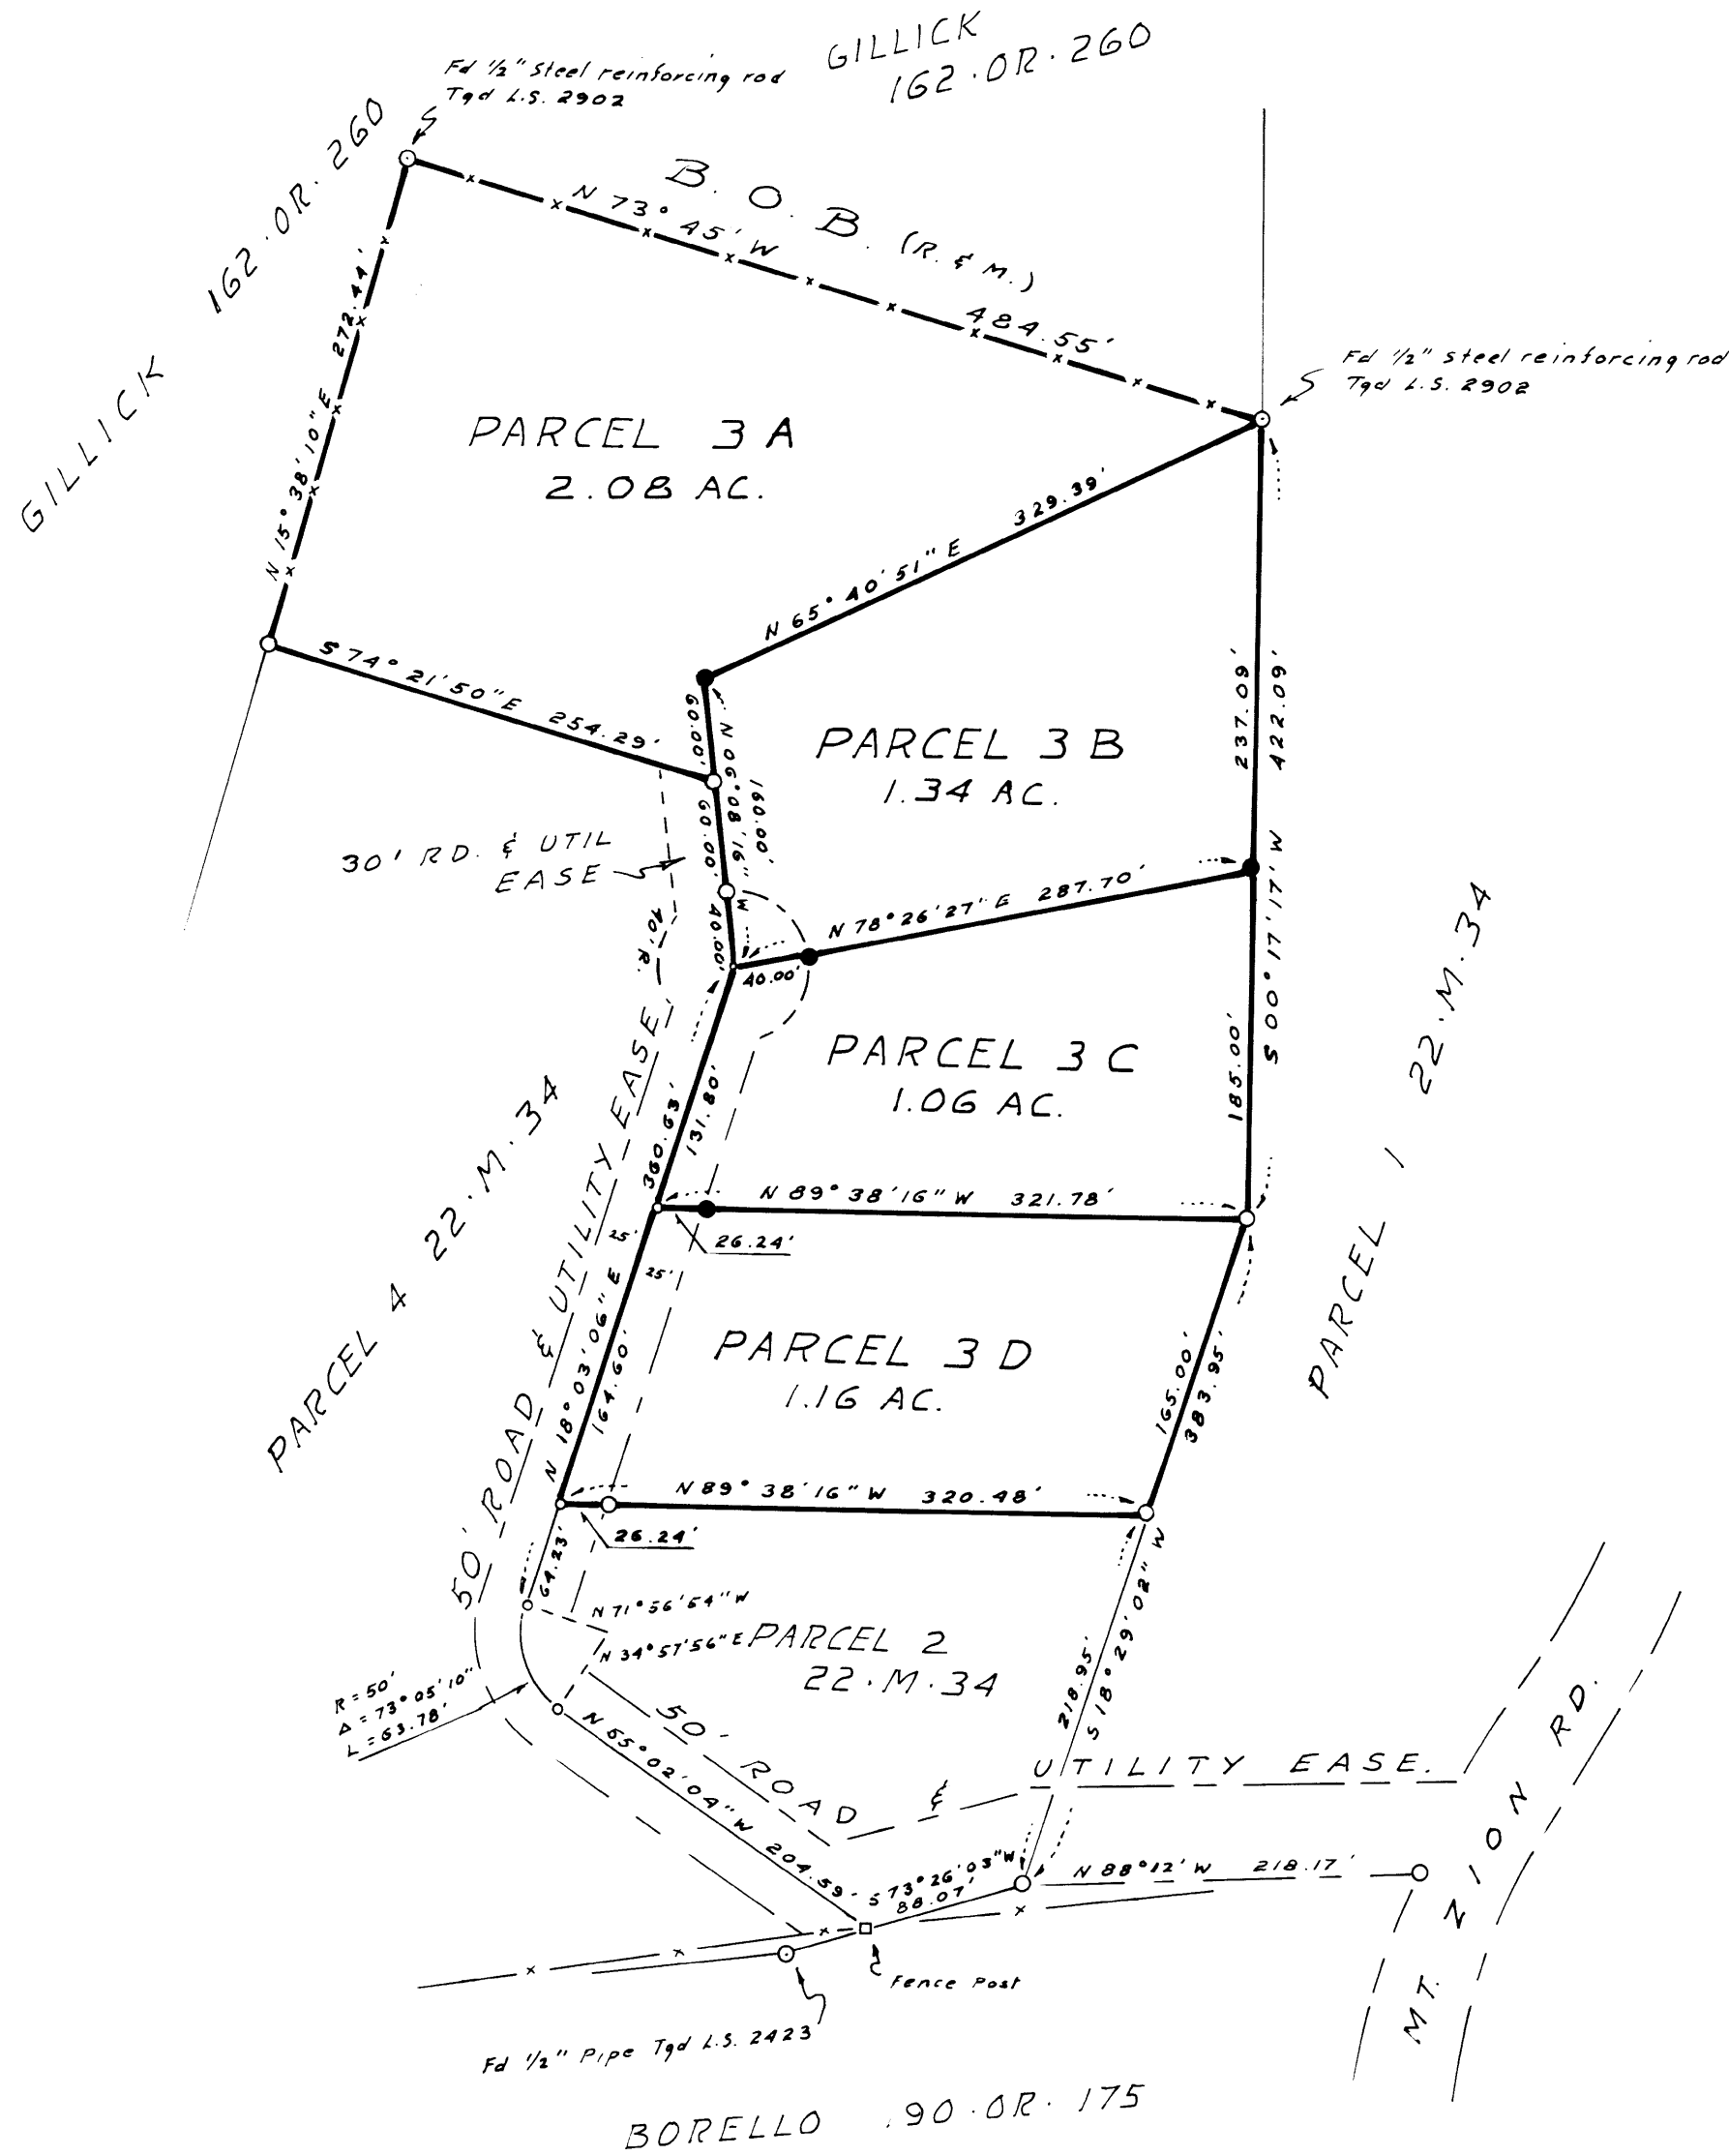 GILLICK
162·OR·260
Fd 1/2" Steel reinforcing rod
Tgd L.S. 2902
GILLICK 162·OR·260
B. O. B. (R. & M.)
N 73° 45' W 484.55'
Fd 1/2" steel reinforcing rod
Tgd L.S. 2902
N 15° 38' 10" E 272.44'
PARCEL 3 A
2.08 AC.
N 65° 40' 51" E 329.39'
S 74° 21' 50" E 254.29'
60.00'
N 06° 08' 16" W
160.00'
60.00'
40.00'
PARCEL 3 B
1.34 AC.
237.09'
422.09'
S 00° 17' 17" W
30' RD. & UTIL
EASE
40' R.
N 78° 26' 27" E 287.70'
40.00'
PARCEL 3 C
1.06 AC.
185.00'
360.63'
131.80'
N 89° 38' 16" W 321.78'
26.24'
25'
25'
PARCEL 4 22·M·34
50' ROAD & UTILITY EASE
PARCEL 1 22·M·34
N 18° 03' 06" E
164.60'
PARCEL 3 D
1.16 AC.
165.00'
383.95'
N 89° 38' 16" W 320.48'
26.24'
64.23'
N 71° 56' 54" W
N 34° 57' 56" E
PARCEL 2
22·M·34
218.95'
S 18° 29' 02" W
R = 50'
Δ = 73° 05' 10"
L = 63.78'
N 55° 02' 04" W 204.59'
50' ROAD & UTILITY EASE.
S 73° 26' 03" W
88.07'
N 88° 12' W 218.17'
MT. ZION RD.
Fence Post
Fd 1/2" Pipe Tgd L.S. 2423
BORELLO 90·OR·175